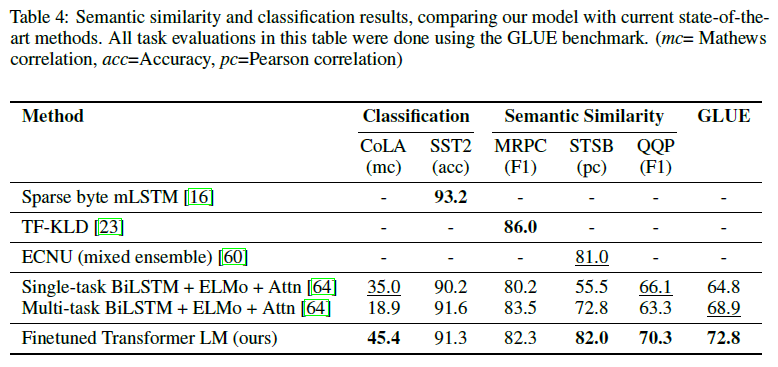 Table 4: Semantic similarity and classification results, comparing our model with current state-of-the-
art methods. All task evaluations in this table were done using the GLUE benchmark. (mc= Mathews
correlation, acc=Accuracy, pc=Pearson correlation)
Method Classification Semantic Similarity GLUE
CoLA SST2 MRPC STSB QQP
(mc) (acc) (F1) (pc) (F1)
Sparse byte mLSTM [16] - 93.2 - - - -
TF-KLD [23] - - 86.0 - - -
ECNU (mixed ensemble) [60] - - - 81.0 - -
Single-task BiLSTM + ELMo + Attn [64] 35.0 90.2 80.2 55.5 66.1 64.8
Multi-task BiLSTM + ELMo + Attn [64] 18.9 91.6 83.5 72.8 63.3 68.9
Finetuned Transformer LM (ours) 45.4 91.3 82.3 82.0 70.3 72.8